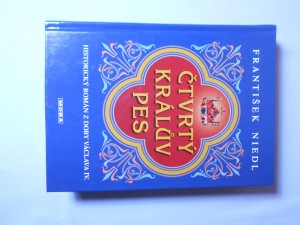 FRANTIŠEK NIEDL
ČTVRTÝ
KRÁLŮV
PES
HISTORICKÝ ROMÁN Z DOBY VÁCLAVA IV.